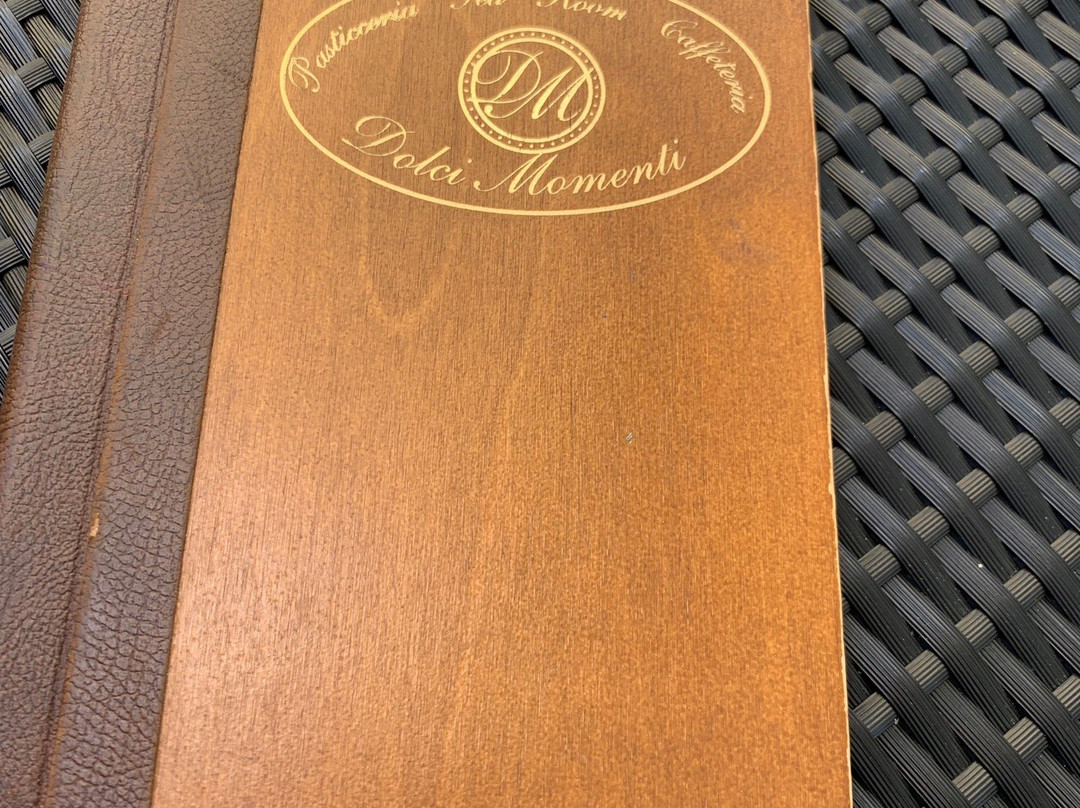 Pasticceria Tea Room Caffetteria
DM
Dolci Momenti